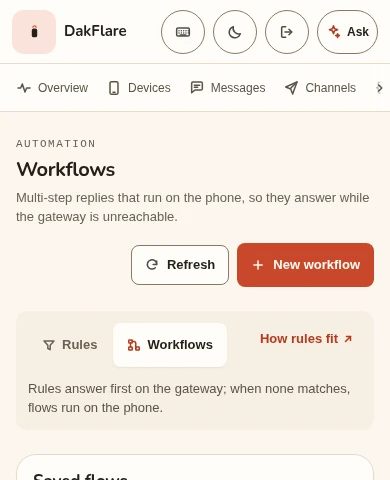 DakFlare
Ask
Overview
Devices
Messages
Channels
AUTOMATION
Workflows
Multi-step replies that run on the phone, so they answer while
the gateway is unreachable.
Refresh
New workflow
Rules
Workflows
How rules fit ↗
Rules answer first on the gateway; when none matches,
flows run on the phone.
Saved flows